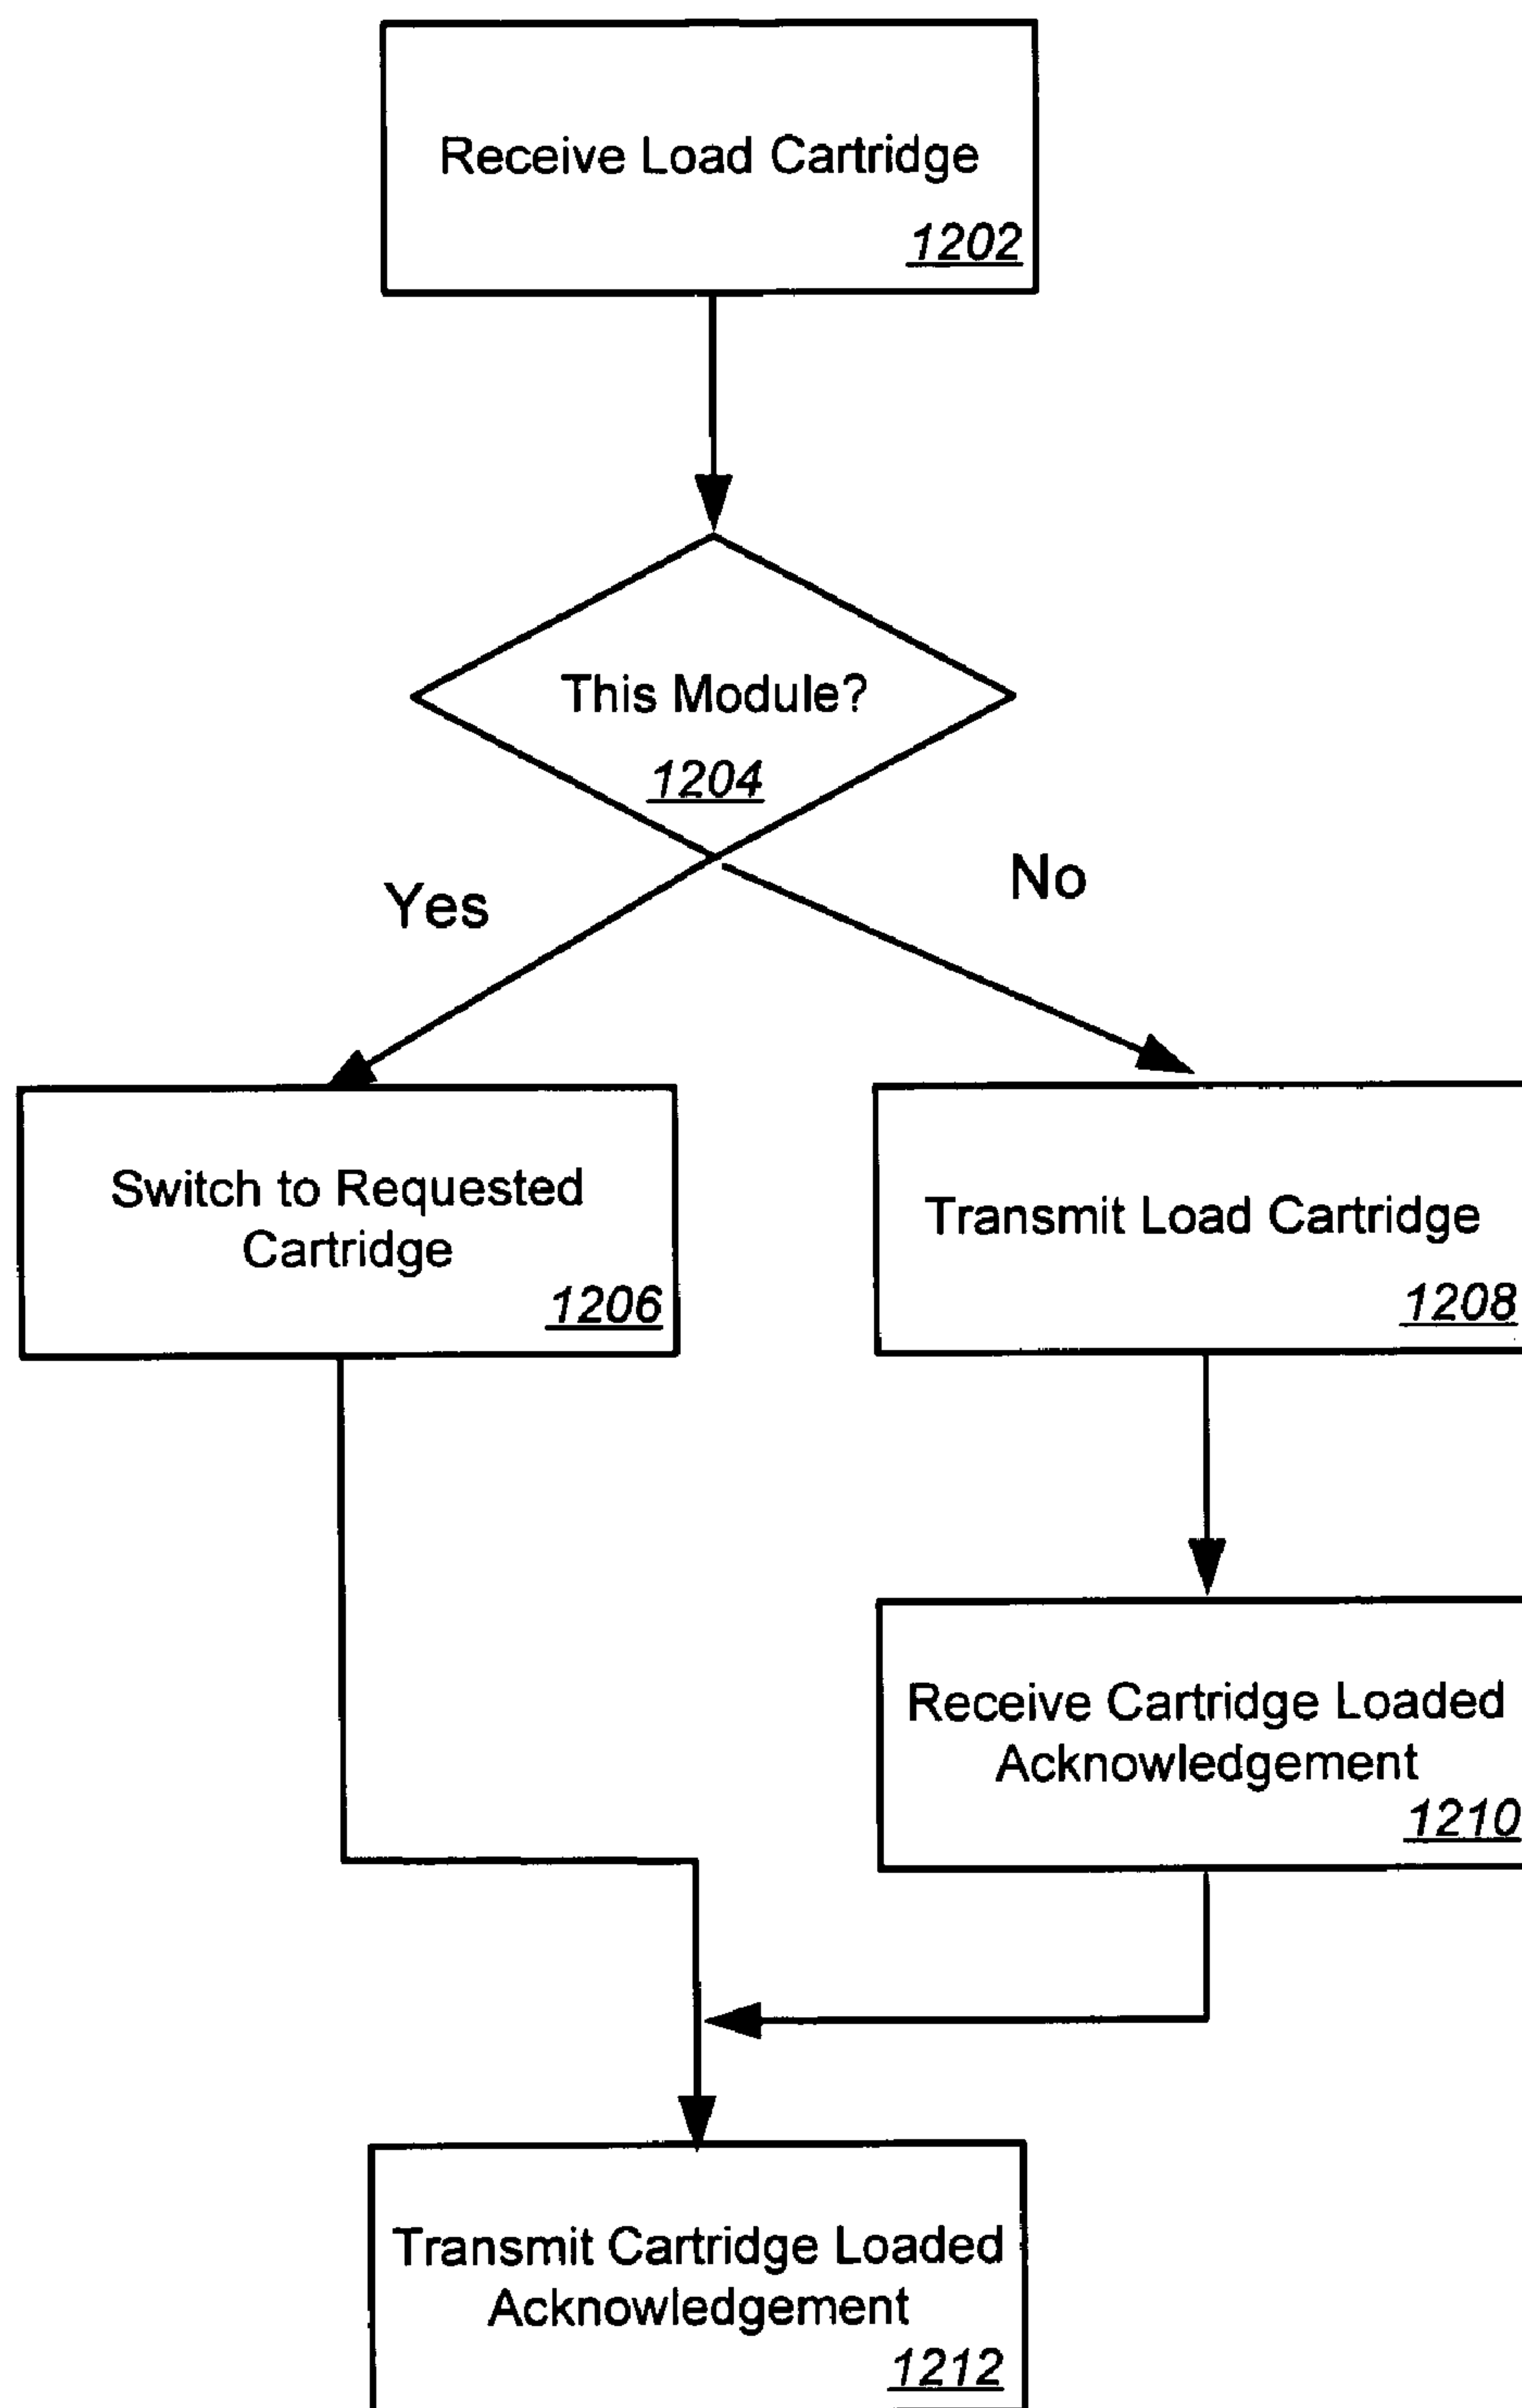 Receive Load Cartridge
1202
This Module?
1204
Yes
No
Switch to Requested
Cartridge
1206
Transmit Load Cartridge
1208
Receive Cartridge Loaded
Acknowledgement
1210
Transmit Cartridge Loaded
Acknowledgement
1212